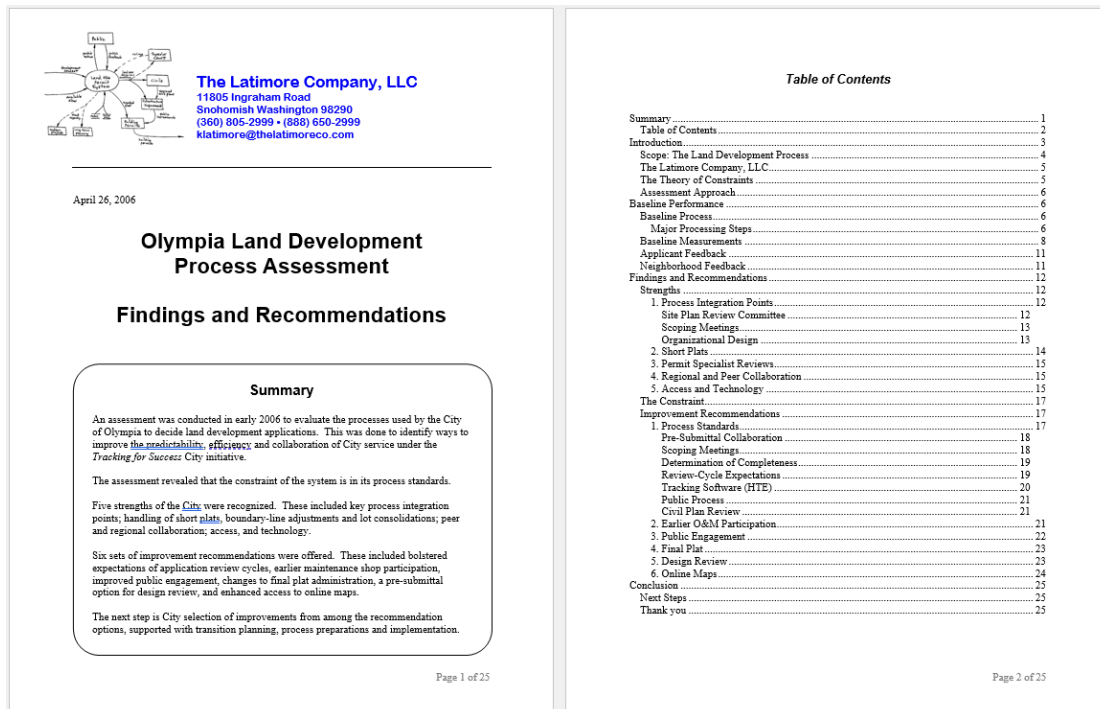 Public
Land Use
Permit
System
Superior
Court
Civil
Building
Permits
The Latimore Company, LLC
11805 Ingraham Road
Snohomish Washington 98290
(360) 805-2999 • (888) 650-2999
klatimore@thelatimoreco.com
April 26, 2006
Olympia Land Development
Process Assessment
Findings and Recommendations
Summary
An assessment was conducted in early 2006 to evaluate the processes used by the City
of Olympia to decide land development applications.  This was done to identify ways to
improve the predictability, efficiency and collaboration of City service under the
Tracking for Success City initiative.
The assessment revealed that the constraint of the system is in its process standards.
Five strengths of the City were recognized.  These included key process integration
points; handling of short plats, boundary-line adjustments and lot consolidations; peer
and regional collaboration; access, and technology.
Six sets of improvement recommendations were offered.  These included bolstered
expectations of application review cycles, earlier maintenance shop participation,
improved public engagement, changes to final plat administration, a pre-submittal
option for design review, and enhanced access to online maps.
The next step is City selection of improvements from among the recommendation
options, supported with transition planning, process preparations and implementation.
Page 1 of 25
Table of Contents
Summary 1
Table of Contents 2
Introduction 3
Scope: The Land Development Process 4
The Latimore Company, LLC 5
The Theory of Constraints 5
Assessment Approach 6
Baseline Performance 6
Baseline Process 6
Major Processing Steps 6
Baseline Measurements 8
Applicant Feedback 11
Neighborhood Feedback 11
Findings and Recommendations 12
Strengths 12
1. Process Integration Points 12
Site Plan Review Committee 12
Scoping Meetings 13
Organizational Design 13
2. Short Plats 14
3. Permit Specialist Reviews 15
4. Regional and Peer Collaboration 15
5. Access and Technology 15
The Constraint 17
Improvement Recommendations 17
1. Process Standards 17
Pre-Submittal Collaboration 18
Scoping Meetings 18
Determination of Completeness 19
Review-Cycle Expectations 19
Tracking Software (HTE) 20
Public Process 21
Civil Plan Review 21
2. Earlier O&M Participation 21
3. Public Engagement 22
4. Final Plat 23
5. Design Review 23
6. Online Maps 24
Conclusion 25
Next Steps 25
Thank you 25
Page 2 of 25